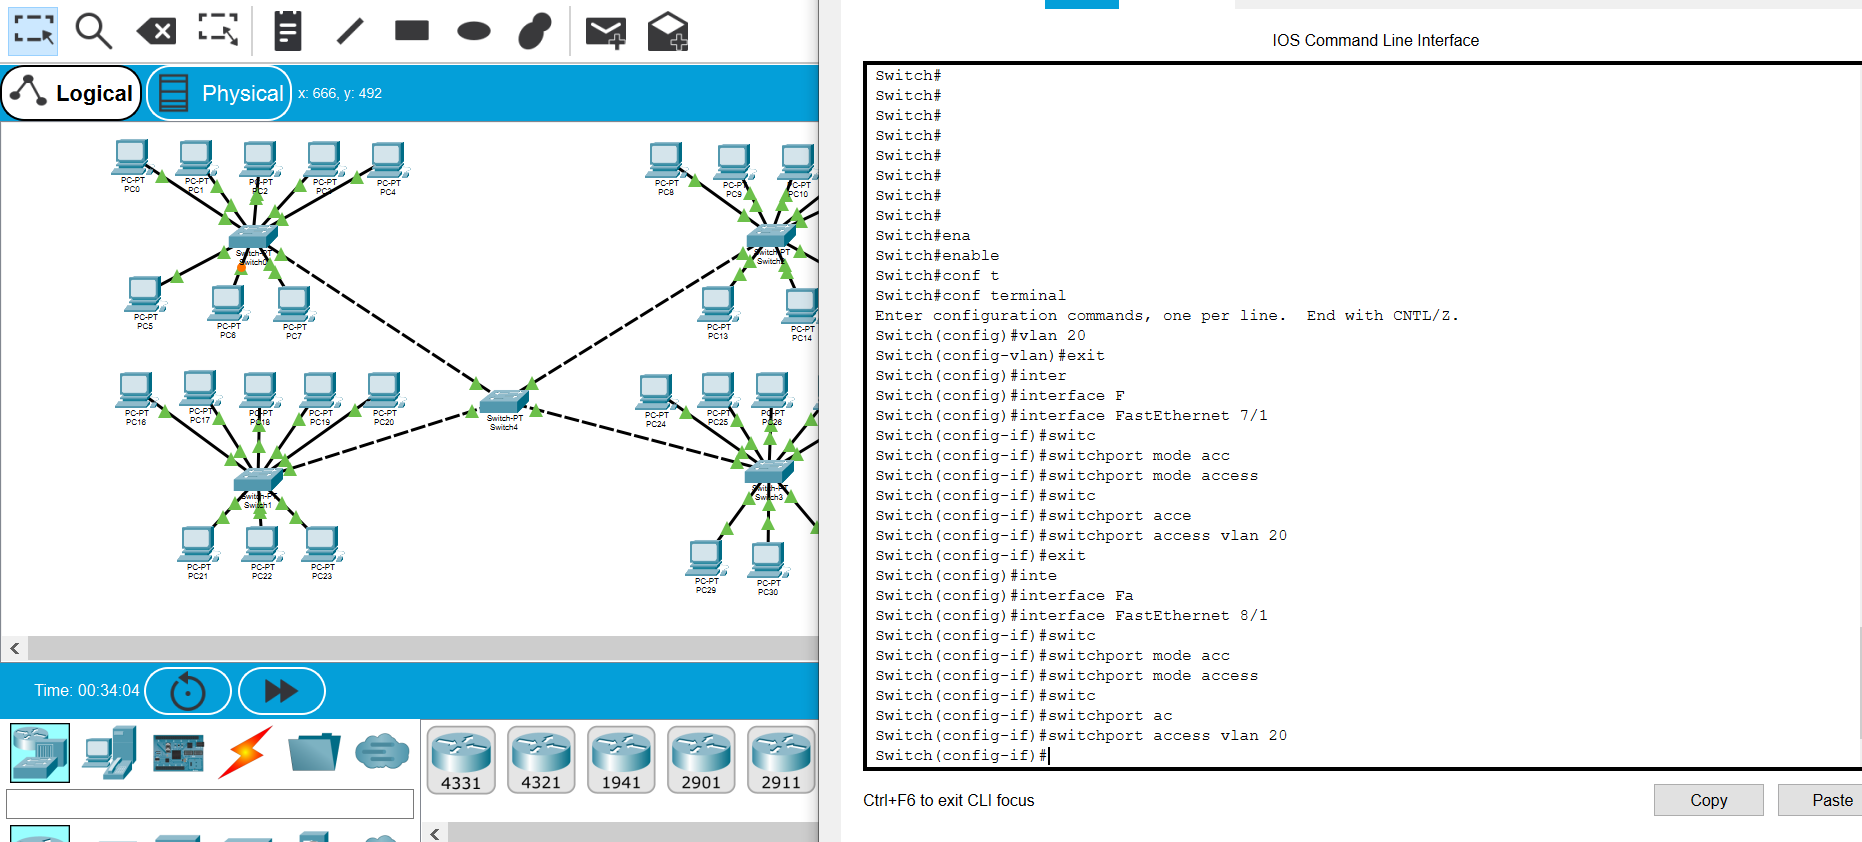 Logical
Physical
x: 666, y: 492
PC-PT
PC0
PC-PT
PC1
PC-PT
PC2
PC-PT
PC-PT
PC4
PC-PT
PC8
PC-PT
PC9
PC-PT
PC10
Switch-PT
Switch0
Switch-PT
PC-PT
PC5
PC-PT
PC6
PC-PT
PC7
PC-PT
PC13
PC-PT
PC14
PC-PT
PC16
PC-PT
PC17
PC-PT
PC18
PC-PT
PC19
PC-PT
PC20
Switch-PT
Switch4
PC-PT
PC24
PC-PT
PC25
PC-PT
PC26
Switch-PT
Switch1
Switch-PT
Switch3
PC-PT
PC21
PC-PT
PC22
PC-PT
PC23
PC-PT
PC29
PC-PT
PC30
Time: 00:34:04
4331
4321
1941
2901
2911
IOS Command Line Interface
Switch#
Switch#
Switch#
Switch#
Switch#
Switch#
Switch#
Switch#
Switch#ena
Switch#enable
Switch#conf t
Switch#conf terminal
Enter configuration commands, one per line.  End with CNTL/Z.
Switch(config)#vlan 20
Switch(config-vlan)#exit
Switch(config)#inter
Switch(config)#interface F
Switch(config)#interface FastEthernet 7/1
Switch(config-if)#switc
Switch(config-if)#switchport mode acc
Switch(config-if)#switchport mode access
Switch(config-if)#switc
Switch(config-if)#switchport acce
Switch(config-if)#switchport access vlan 20
Switch(config-if)#exit
Switch(config)#inte
Switch(config)#interface Fa
Switch(config)#interface FastEthernet 8/1
Switch(config-if)#switc
Switch(config-if)#switchport mode acc
Switch(config-if)#switchport mode access
Switch(config-if)#switc
Switch(config-if)#switchport ac
Switch(config-if)#switchport access vlan 20
Switch(config-if)#
Ctrl+F6 to exit CLI focus
Copy
Paste